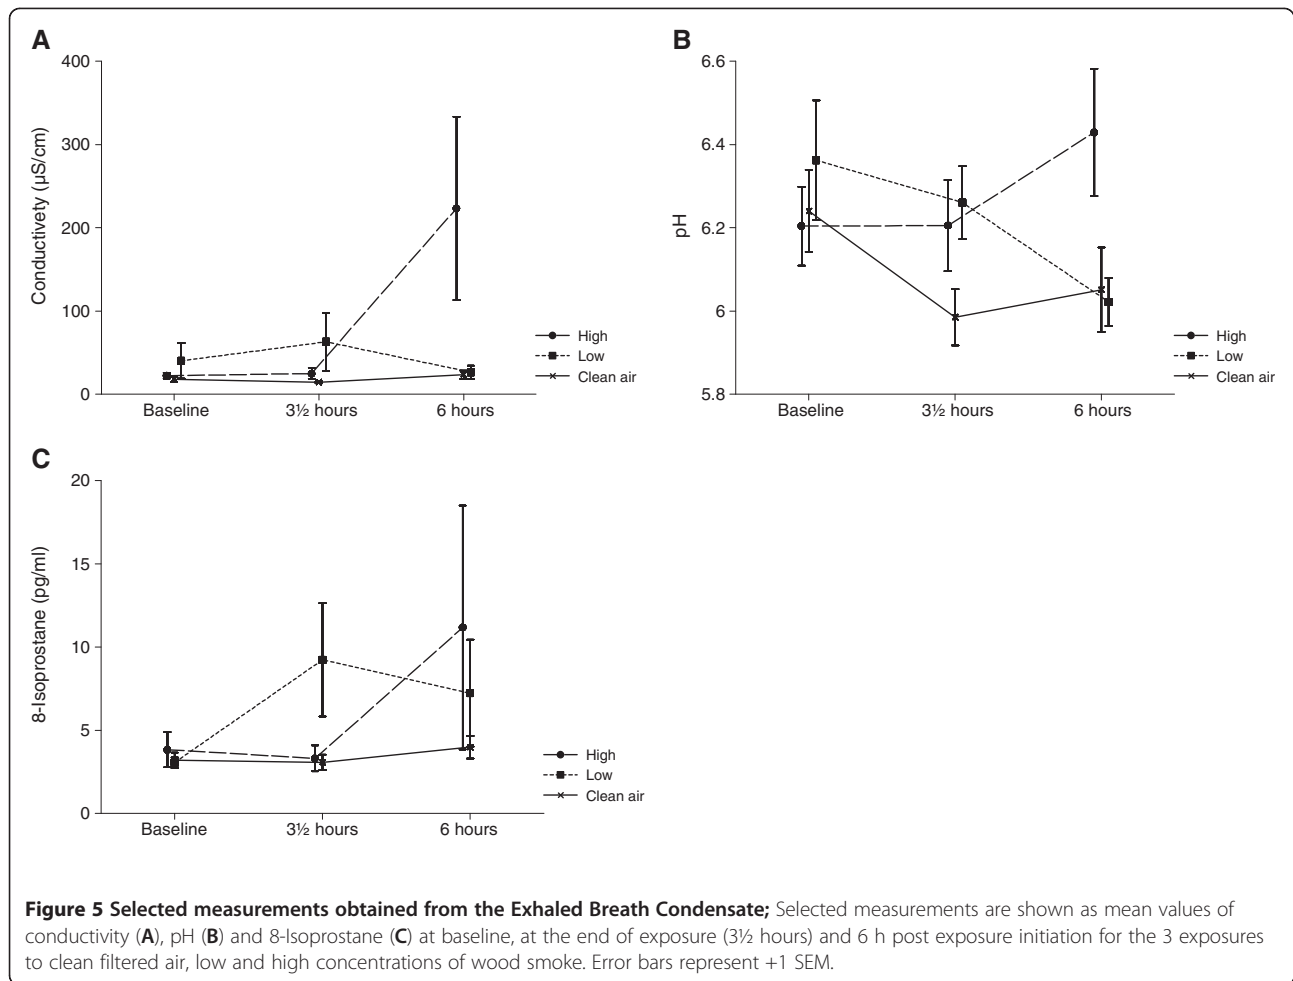 A
400
300
200
100
0
Conductivety (µS/cm)
Baseline
3½ hours
6 hours
High
Low
Clean air
B
6.6
6.4
6.2
6
5.8
pH
Baseline
3½ hours
6 hours
High
Low
Clean air
C
20
15
10
5
0
8-Isoprostane (pg/ml)
Baseline
3½ hours
6 hours
High
Low
Clean air
Figure 5 Selected measurements obtained from the Exhaled Breath Condensate; Selected measurements are shown as mean values of
conductivity (A), pH (B) and 8-Isoprostane (C) at baseline, at the end of exposure (3½ hours) and 6 h post exposure initiation for the 3 exposures
to clean filtered air, low and high concentrations of wood smoke. Error bars represent +1 SEM.